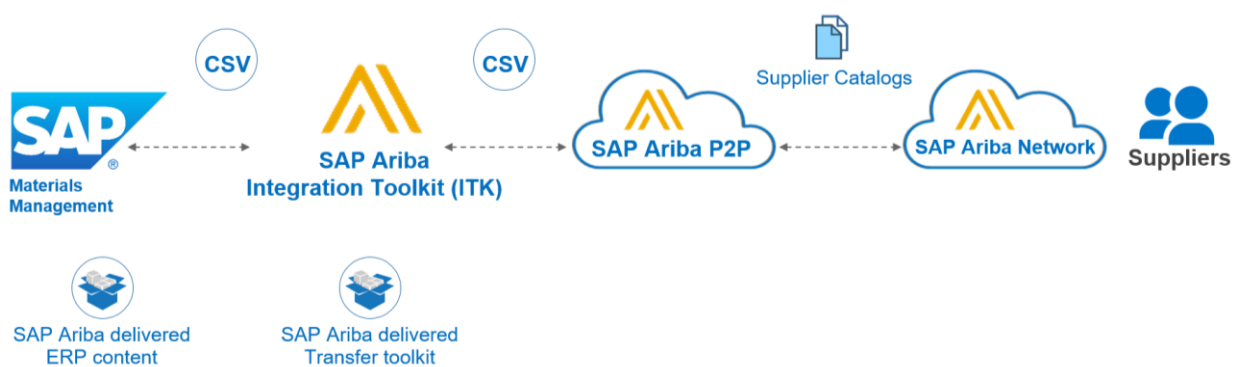 CSV
CSV
Supplier Catalogs
SAP®
Materials
Management
SAP Ariba
Integration Toolkit (ITK)
SAP Ariba P2P
SAP Ariba Network
Suppliers
SAP Ariba delivered
ERP content
SAP Ariba delivered
Transfer toolkit